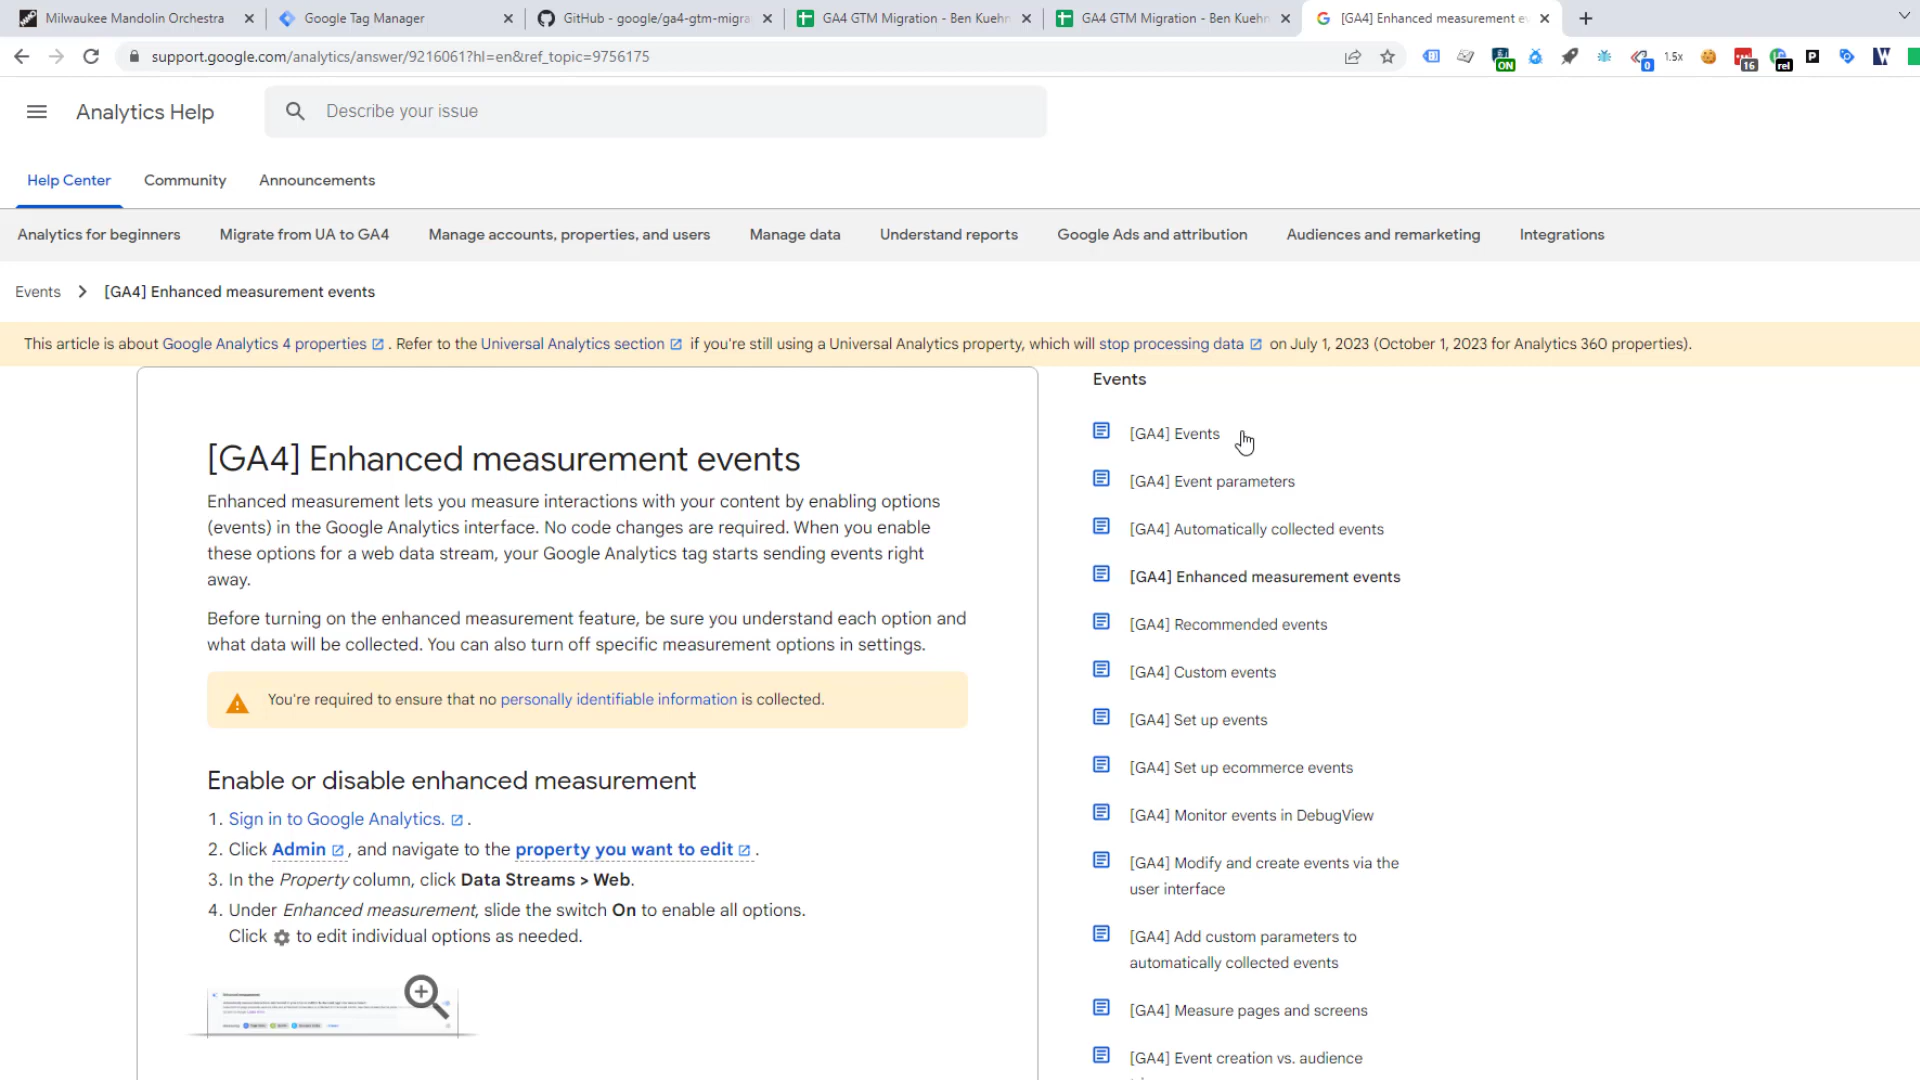 Milwaukee Mandolin Orchestra
Google Tag Manager
GitHub - google/ga4-gtm-migra
GA4 GTM Migration - Ben Kuehn
GA4 GTM Migration - Ben Kuehn
[GA4] Enhanced measurement ev
support.google.com/analytics/answer/9216061?hl=en&ref_topic=9756175
ON
0
1.5x
16
rel
P
W
Analytics Help
Describe your issue
Help Center
Community
Announcements
Analytics for beginners
Migrate from UA to GA4
Manage accounts, properties, and users
Manage data
Understand reports
Google Ads and attribution
Audiences and remarketing
Integrations
Events
[GA4] Enhanced measurement events
This article is about Google Analytics 4 properties . Refer to the Universal Analytics section if you're still using a Universal Analytics property, which will stop processing data on July 1, 2023 (October 1, 2023 for Analytics 360 properties).
[GA4] Enhanced measurement events
Enhanced measurement lets you measure interactions with your content by enabling options
(events) in the Google Analytics interface. No code changes are required. When you enable
these options for a web data stream, your Google Analytics tag starts sending events right
away.
Before turning on the enhanced measurement feature, be sure you understand each option and
what data will be collected. You can also turn off specific measurement options in settings.
You're required to ensure that no personally identifiable information is collected.
Enable or disable enhanced measurement
1. Sign in to Google Analytics. .
2. Click Admin , and navigate to the property you want to edit .
3. In the Property column, click Data Streams > Web.
4. Under Enhanced measurement, slide the switch On to enable all options.
Click to edit individual options as needed.
Events
[GA4] Events
[GA4] Event parameters
[GA4] Automatically collected events
[GA4] Enhanced measurement events
[GA4] Recommended events
[GA4] Custom events
[GA4] Set up events
[GA4] Set up ecommerce events
[GA4] Monitor events in DebugView
[GA4] Modify and create events via the
user interface
[GA4] Add custom parameters to
automatically collected events
[GA4] Measure pages and screens
[GA4] Event creation vs. audience